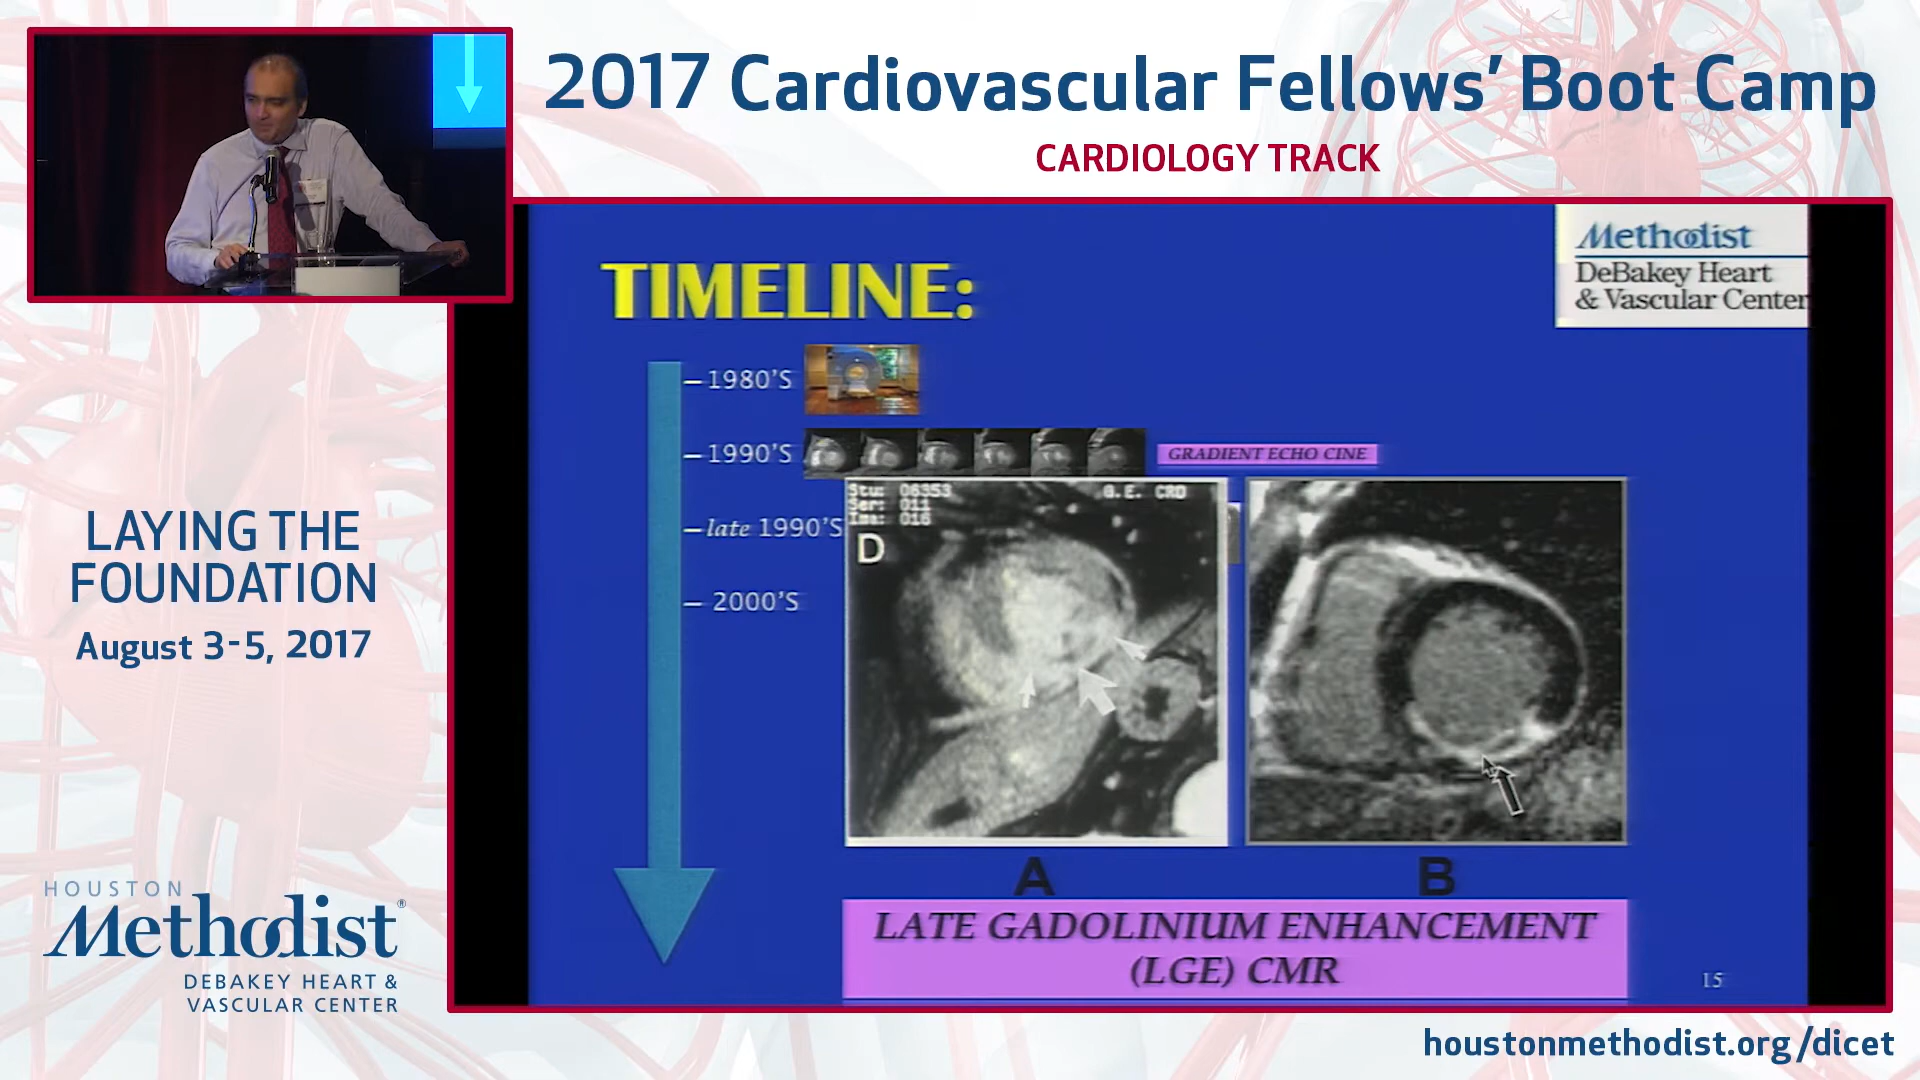 2017 Cardiovascular Fellows' Boot Camp
CARDIOLOGY TRACK
Methodist
DeBakey Heart
& Vascular Center
TIMELINE:
1980'S
1990'S
GRADIENT ECHO CINE
late 1990'S
2000'S
Stu: 06353
Ser: 011
Ima: 016
G.E. CRD
D
A
B
LATE GADOLINIUM ENHANCEMENT
(LGE) CMR
15
LAYING THE
FOUNDATION
August 3-5, 2017
HOUSTON
Methodist®
DEBAKEY HEART &
VASCULAR CENTER
houstonmethodist.org/dicet